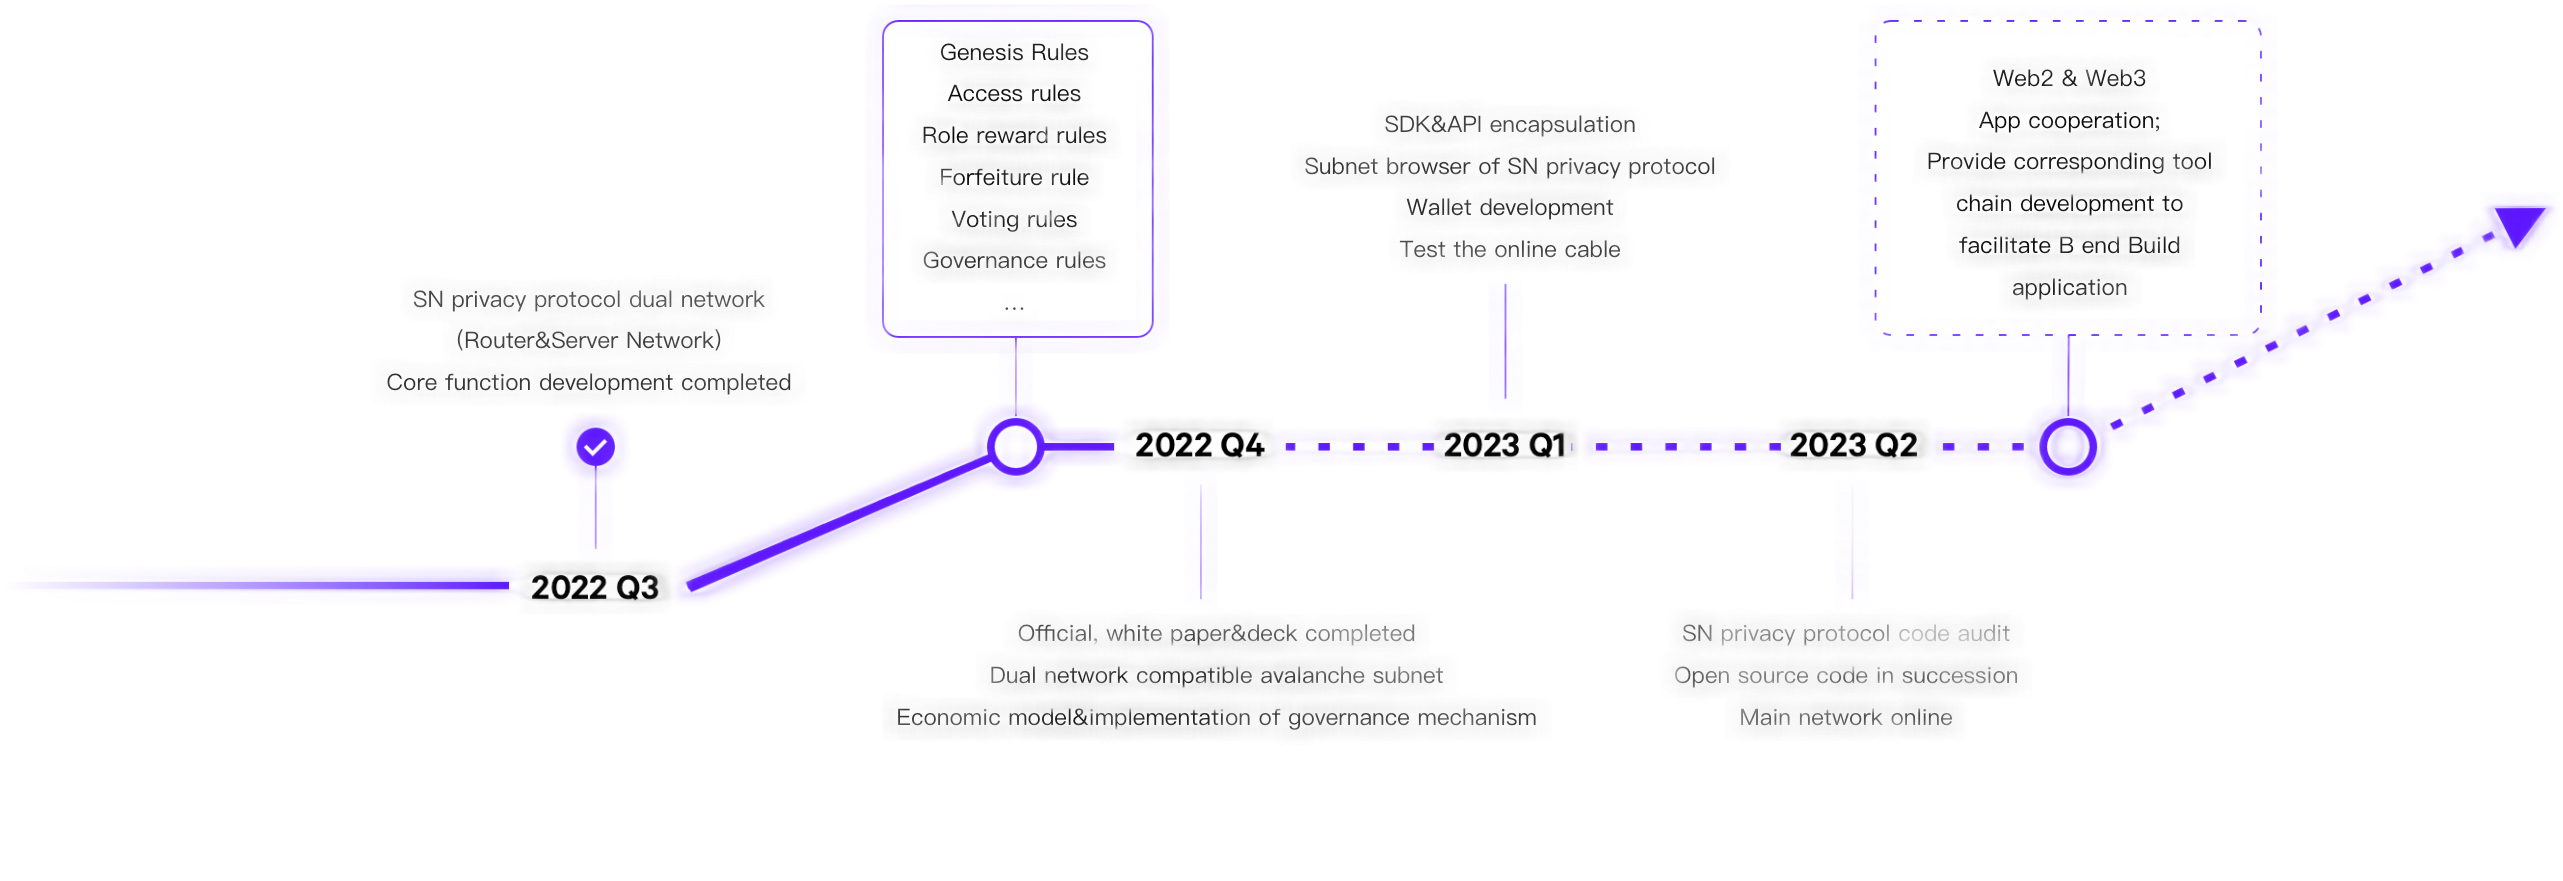 SN privacy protocol dual network
(Router&Server Network)
Core function development completed
2022 Q3
Genesis Rules
Access rules
Role reward rules
Forfeiture rule
Voting rules
Governance rules
...
2022 Q4
Official, white paper&deck completed
Dual network compatible avalanche subnet
Economic model&implementation of governance mechanism
SDK&API encapsulation
Subnet browser of SN privacy protocol
Wallet development
Test the online cable
2023 Q1
2023 Q2
SN privacy protocol code audit
Open source code in succession
Main network online
Web2 & Web3
App cooperation;
Provide corresponding tool
chain development to
facilitate B end Build
application